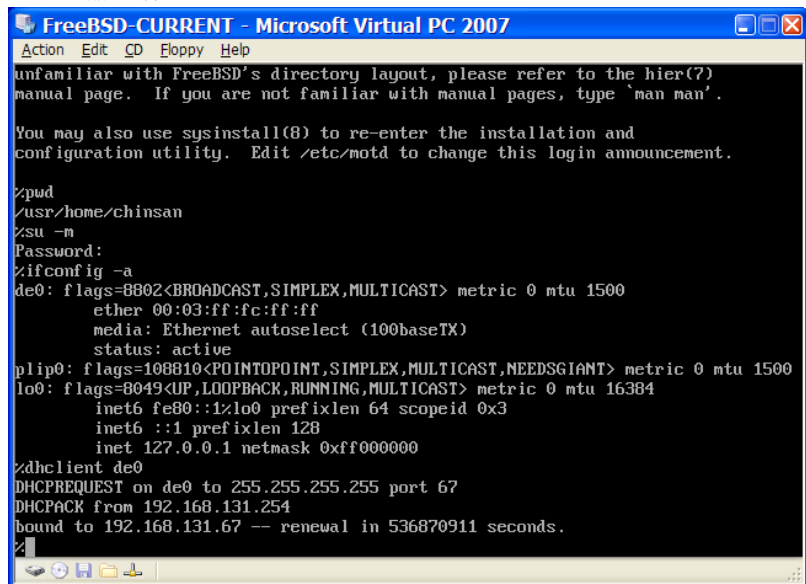 FreeBSD-CURRENT - Microsoft Virtual PC 2007
Action Edit CD Floppy Help
unfamiliar with FreeBSD's directory layout, please refer to the hier(7)
manual page.  If you are not familiar with manual pages, type `man man'.
You may also use sysinstall(8) to re-enter the installation and
configuration utility.  Edit /etc/motd to change this login announcement.
%pwd
/usr/home/chinsan
%su -m
Password:
%ifconfig -a
de0: flags=8802<BROADCAST,SIMPLEX,MULTICAST> metric 0 mtu 1500
ether 00:03:ff:fc:ff:ff
media: Ethernet autoselect (100baseTX)
status: active
plip0: flags=108810<POINTOPOINT,SIMPLEX,MULTICAST,NEEDSGIANT> metric 0 mtu 1500
lo0: flags=8049<UP,LOOPBACK,RUNNING,MULTICAST> metric 0 mtu 16384
inet6 fe80::1%lo0 prefixlen 64 scopeid 0x3
inet6 ::1 prefixlen 128
inet 127.0.0.1 netmask 0xff000000
%dhclient de0
DHCPREQUEST on de0 to 255.255.255.255 port 67
DHCPACK from 192.168.131.254
bound to 192.168.131.67 -- renewal in 536870911 seconds.
%